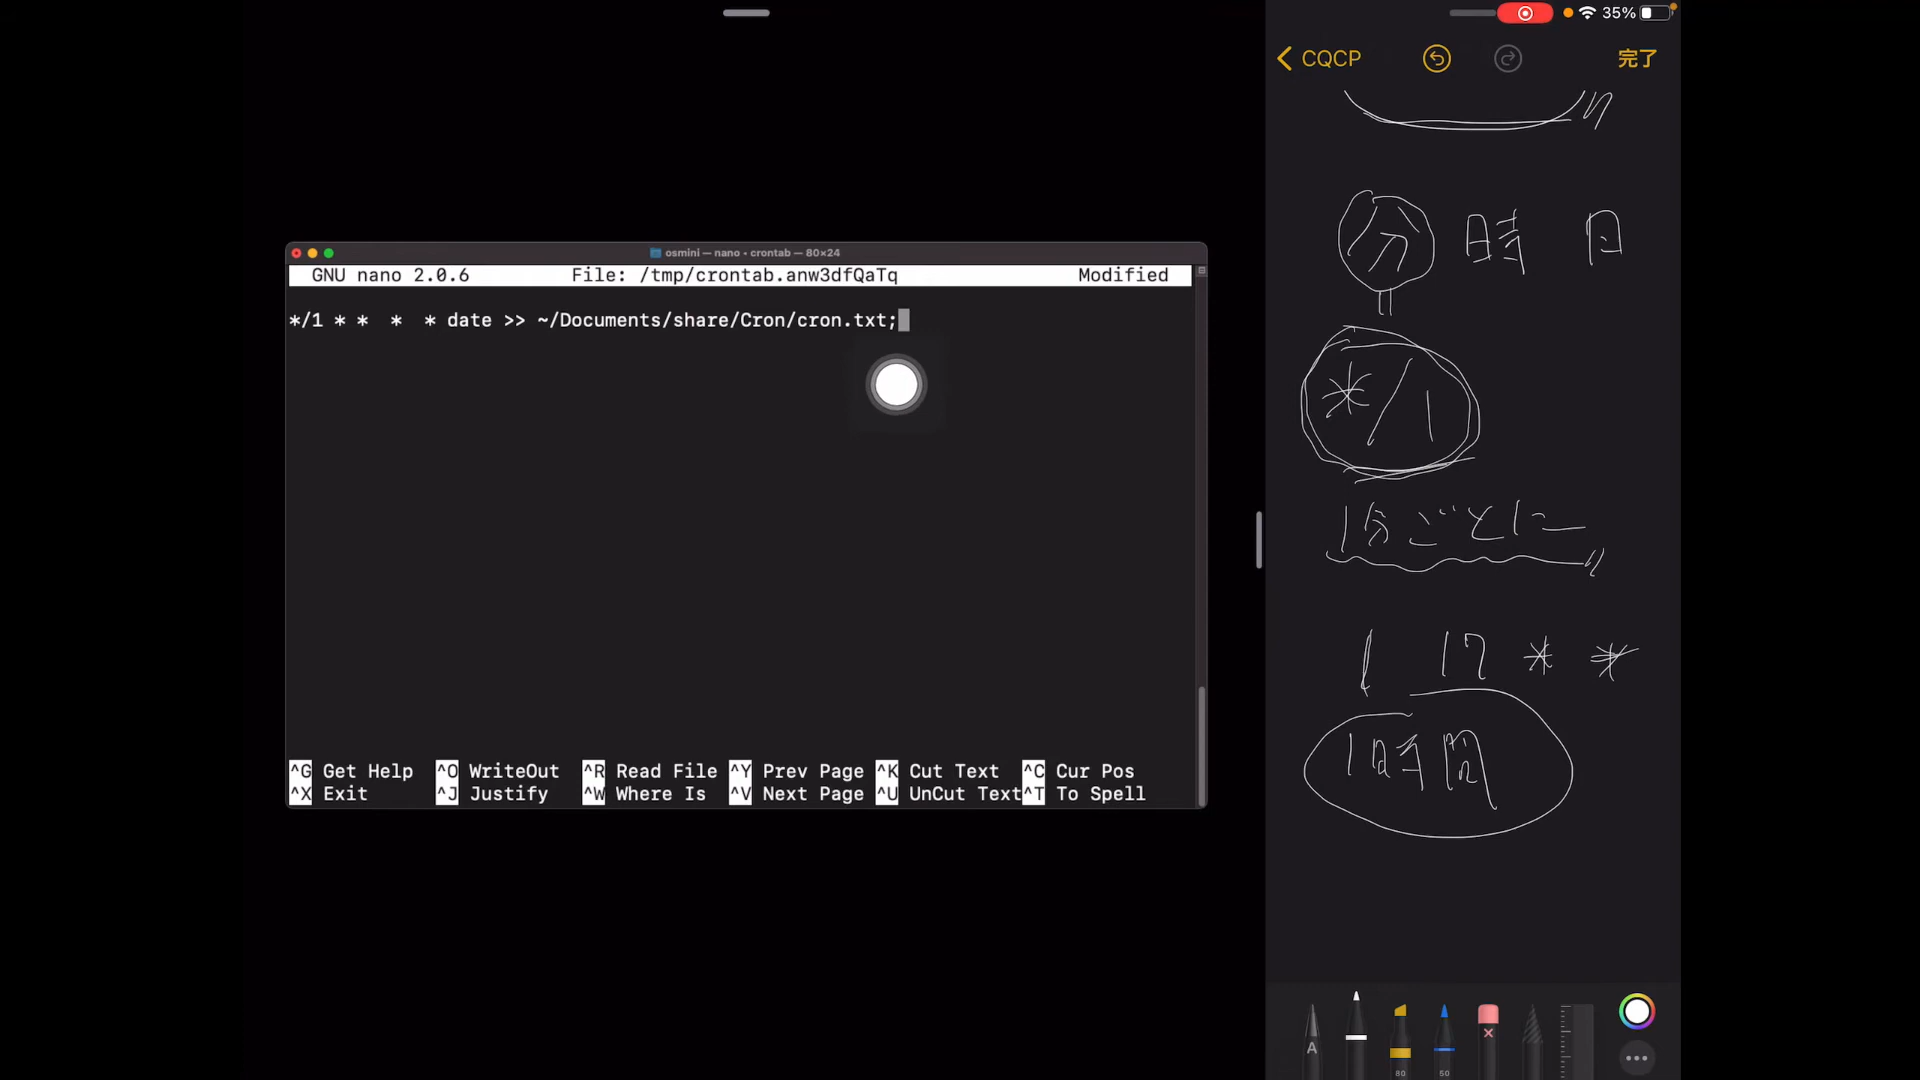 osmini — nano • crontab — 80×24
GNU nano 2.0.6 File: /tmp/crontab.anw3dfQaTq Modified
*/1 * * * * date >> ~/Documents/share/Cron/cron.txt;
^G Get Help ^O WriteOut ^R Read File ^Y Prev Page ^K Cut Text ^C Cur Pos
^X Exit ^J Justify ^W Where Is ^V Next Page ^U UnCut Text ^T To Spell
35%
CQCP 完了
分 時 日
*/1
1分ごとに
1 17 * *
1時間
A 80 50